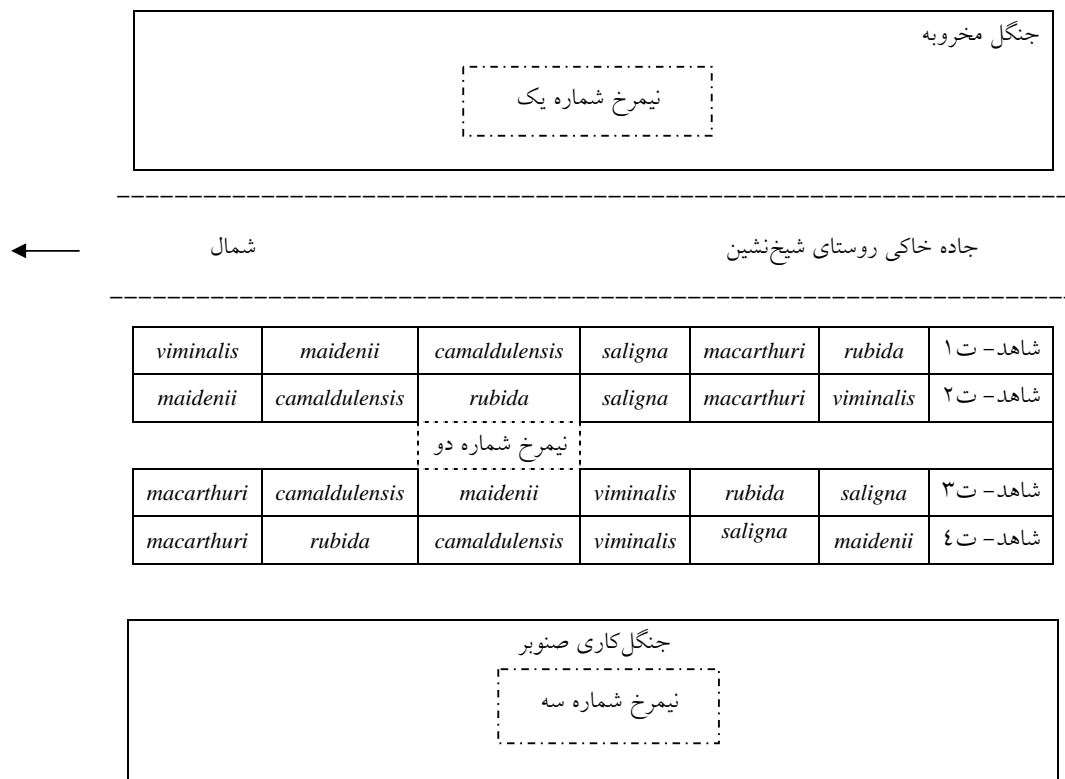 جنگل مخروبه
نیمرخ شماره یک
جاده خاکی روستای شیخ‌نشین شمال
شاهد- ت۱ rubida macarthuri saligna camaldulensis maidenii viminalis
شاهد- ت۲ viminalis macarthuri saligna rubida camaldulensis maidenii
نیمرخ شماره دو
شاهد- ت۳ saligna rubida viminalis maidenii camaldulensis macarthuri
شاهد- ت٤ maidenii saligna viminalis camaldulensis rubida macarthuri
جنگل‌کاری صنوبر
نیمرخ شماره سه